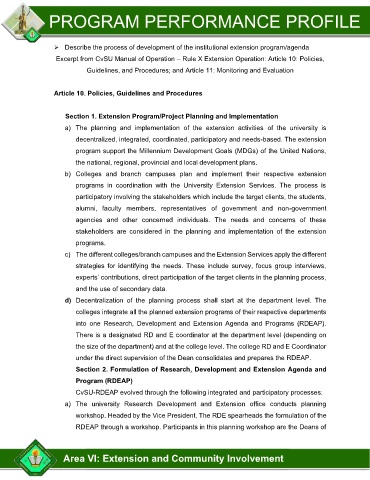 PROGRAM PERFORMANCE PROFILE
➢ Describe the process of development of the institutional extension program/agenda
Excerpt from CvSU Manual of Operation – Rule X Extension Operation: Article 10: Policies,
Guidelines, and Procedures; and Article 11: Monitoring and Evaluation
Article 10. Policies, Guidelines and Procedures
Section 1. Extension Program/Project Planning and Implementation
a) The planning and implementation of the extension activities of the university is
decentralized, integrated, coordinated, participatory and needs-based. The extension
program support the Millennium Development Goals (MDGs) of the United Nations,
the national, regional, provincial and local development plans.
b) Colleges and branch campuses plan and implement their respective extension
programs in coordination with the University Extension Services. The process is
participatory involving the stakeholders which include the target clients, the students,
alumni, faculty members, representatives of government and non-government
agencies and other concerned individuals. The needs and concerns of these
stakeholders are considered in the planning and implementation of the extension
programs.
c) The different colleges/branch campuses and the Extension Services apply the different
strategies for identifying the needs. These include survey, focus group interviews,
experts' contributions, direct participation of the target clients in the planning process,
and the use of secondary data.
d) Decentralization of the planning process shall start at the department level. The
colleges integrate all the planned extension programs of their respective departments
into one Research, Development and Extension Agenda and Programs (RDEAP).
There is a designated RD and E coordinator at the department level (depending on
the size of the department) and at the college level. The college RD and E Coordinator
under the direct supervision of the Dean consolidates and prepares the RDEAP.
Section 2. Formulation of Research, Development and Extension Agenda and
Program (RDEAP)
CvSU-RDEAP evolved through the following integrated and participatory processes:
a) The university Research Development and Extension office conducts planning
workshop. Headed by the Vice President, The RDE spearheads the formulation of the
RDEAP through a workshop. Participants in this planning workshop are the Deans of
Area VI: Extension and Community Involvement